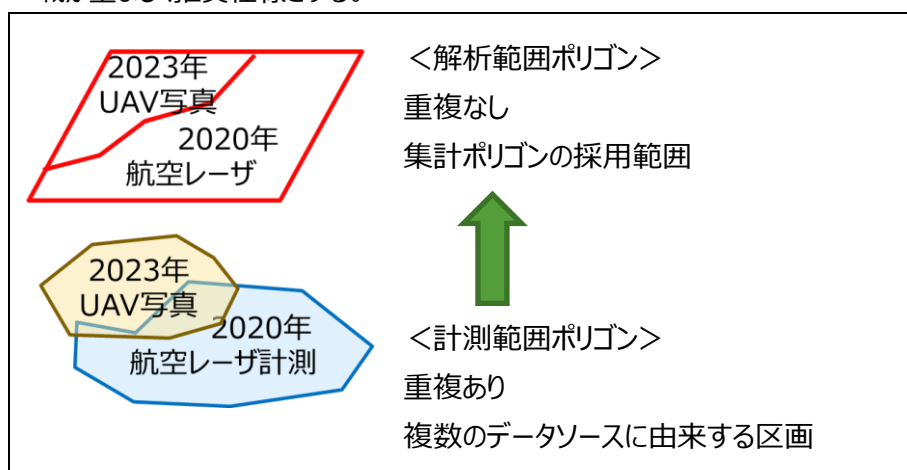 2023年
UAV写真
2020年
航空レーザ
＜解析範囲ポリゴン＞
重複なし
集計ポリゴンの採用範囲
2023年
UAV写真
2020年
航空レーザ計測
＜計測範囲ポリゴン＞
重複あり
複数のデータソースに由来する区画